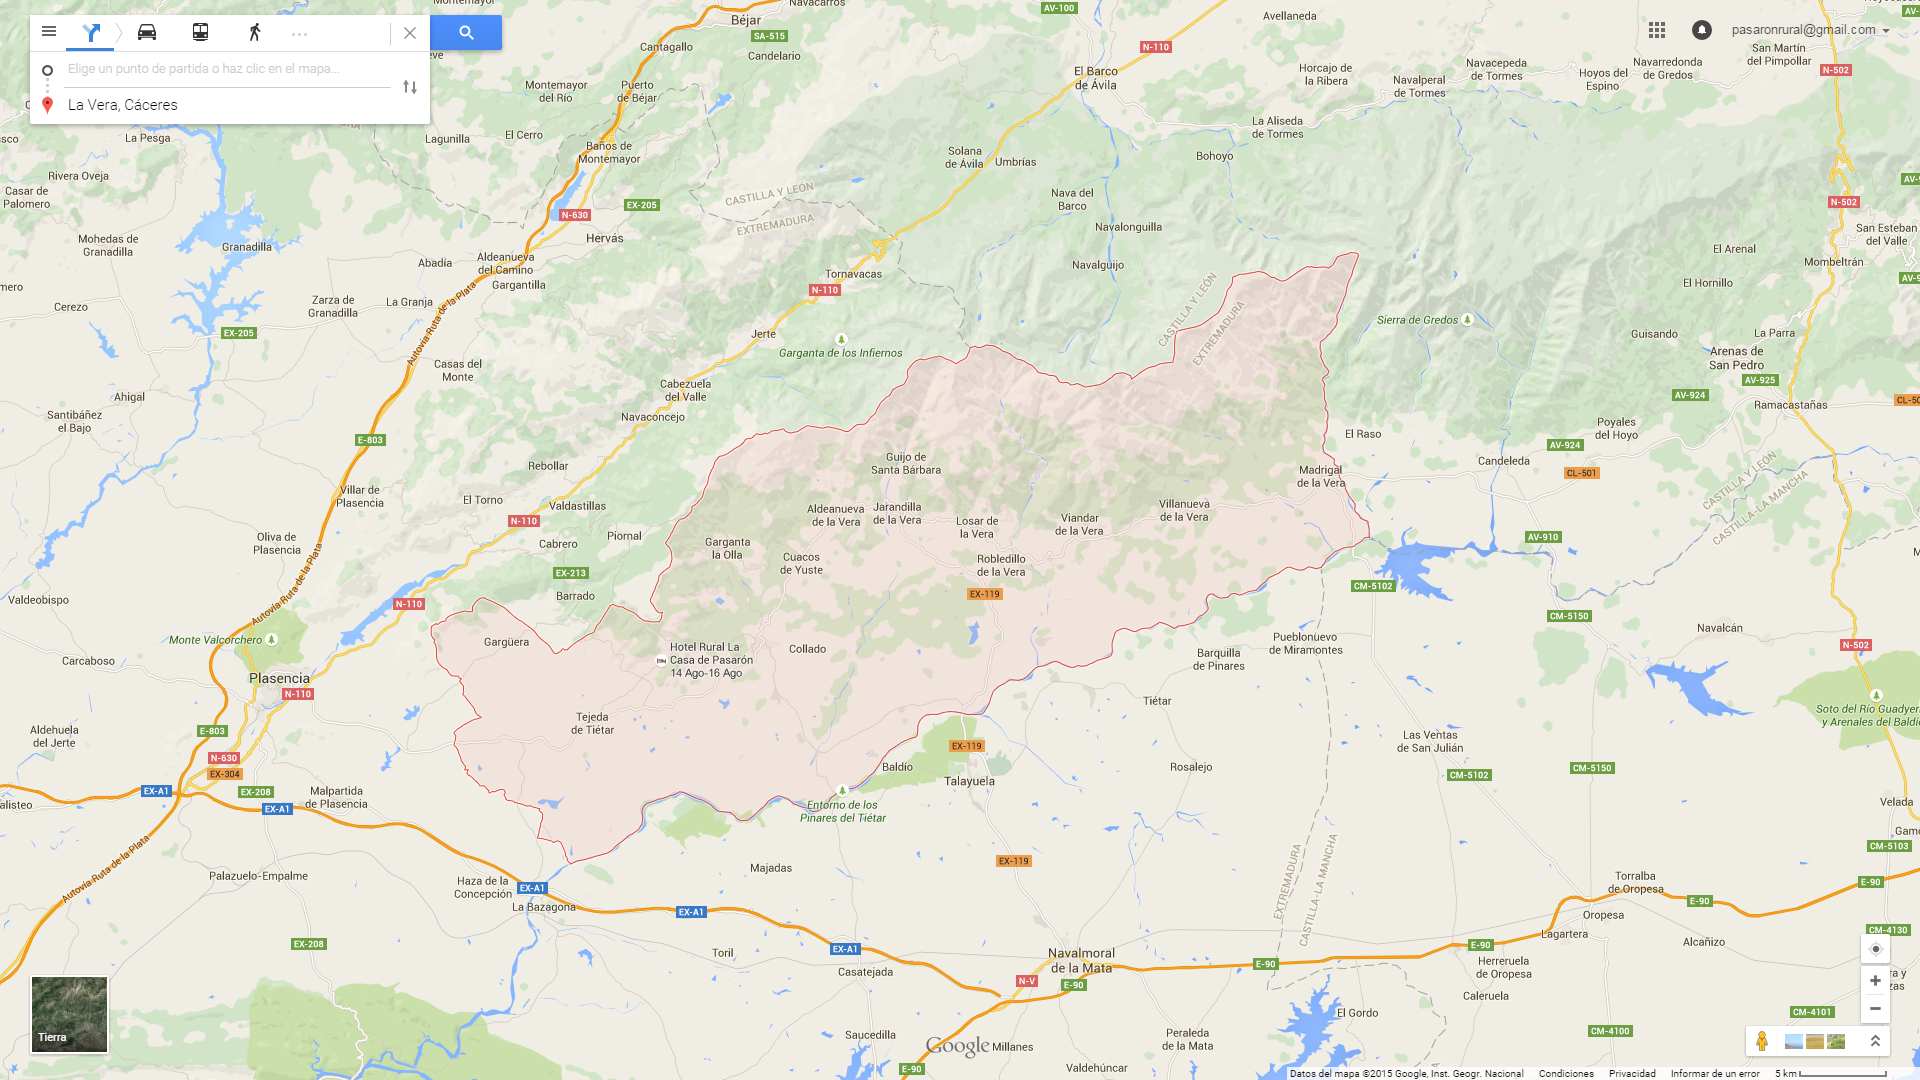 Elige un punto de partida o haz clic en el mapa...
La Vera, Cáceres
pasaronrural@gmail.com
Navacarros
AV-100
Béjar
SA-515
Cantagallo
Candelario
N-110
Avellaneda
San Martín
del Pimpollar
N-502
El Barco
de Ávila
Horcajo de
la Ribera
Navalperal
de Tormes
Navacepeda
de Tormes
Hoyos del
Espino
Navarredonda
de Gredos
Montemayor
del Río
Puerto
de Béjar
La Pesga
Lagunilla
El Cerro
Baños de
Montemayor
La Aliseda
de Tormes
Solana
de Ávila
Umbrías
Bohoyo
Rivera Oveja
Casar de
Palomero
EX-205
N-630
CASTILLA Y LEÓN
EXTREMADURA
Nava del
Barco
N-502
Mohedas de
Granadilla
Granadilla
Hervás
Navalonguilla
San Esteban
del Valle
El Arenal
Abadía
Aldeanueva
del Camino
Gargantilla
Tornavacas
Navalguijo
Mombeltrán
El Hornillo
Cerezo
Zarza de
Granadilla
La Granja
N-110
CASTILLA Y LEÓN
EXTREMADURA
Sierra de Gredos
EX-205
Autovía Ruta de la Plata
Jerte
Garganta de los Infiernos
Guisando
La Parra
Arenas de
San Pedro
Casas del
Monte
Cabezuela
del Valle
AV-925
AV-924
Ramacastañas
Ahigal
Santibáñez
el Bajo
Navaconcejo
E-803
Poyales
del Hoyo
El Raso
AV-924
Candeleda
CL-501
Rebollar
Guijo de
Santa Bárbara
Madrigal
de la Vera
CASTILLA Y LEÓN
CASTILLA-LA MANCHA
Villar de
Plasencia
El Torno
Valdastillas
N-110
Aldeanueva
de la Vera
Jarandilla
de la Vera
Losar de
la Vera
Viandar
de la Vera
Villanueva
de la Vera
Oliva de
Plasencia
Cabrero
Piornal
Garganta
la Olla
Cuacos
de Yuste
Robledillo
de la Vera
AV-910
Autovía Ruta de la Plata
EX-213
Barrado
EX-119
CM-5102
Valdeobispo
N-110
CM-5150
Monte Valcorchero
Gargüera
Hotel Rural La
Casa de Pasarón
14 Ago-16 Ago
Collado
Pueblonuevo
de Miramontes
Barquilla
de Pinares
Navalcán
N-502
Carcaboso
Plasencia
N-110
Tiétar
Soto del Río Guadyer
y Arenales del Baldío
Aldehuela
del Jerte
E-803
Tejeda
de Tiétar
EX-119
Las Ventas
de San Julián
N-630
EX-304
Baldío
Talayuela
Rosalejo
CM-5102
CM-5150
EX-A1
EX-208
EX-A1
Malpartida
de Plasencia
Entorno de los
Pinares del Tiétar
Velada
Autovía Ruta de la Plata
CM-5103
Palazuelo-Empalme
Majadas
EX-119
EXTREMADURA
CASTILLA-LA MANCHA
Haza de la
Concepción
EX-A1
La Bazagona
EX-A1
Torralba
de Oropesa
E-90
E-90
Oropesa
CM-4130
EX-208
Toril
EX-A1
Navalmoral
de la Mata
E-90
Lagartera
E-90
Alcañizo
Casatejada
N-V
E-90
Herreruela
de Oropesa
Caleruela
El Gordo
CM-4101
CM-4100
Saucedilla
Google
Millanes
Peraleda
de la Mata
Valdehúncar
E-90
Tierra
Datos del mapa ©2015 Google, Inst. Geogr. Nacional Condiciones Privacidad Informar de un error 5 km